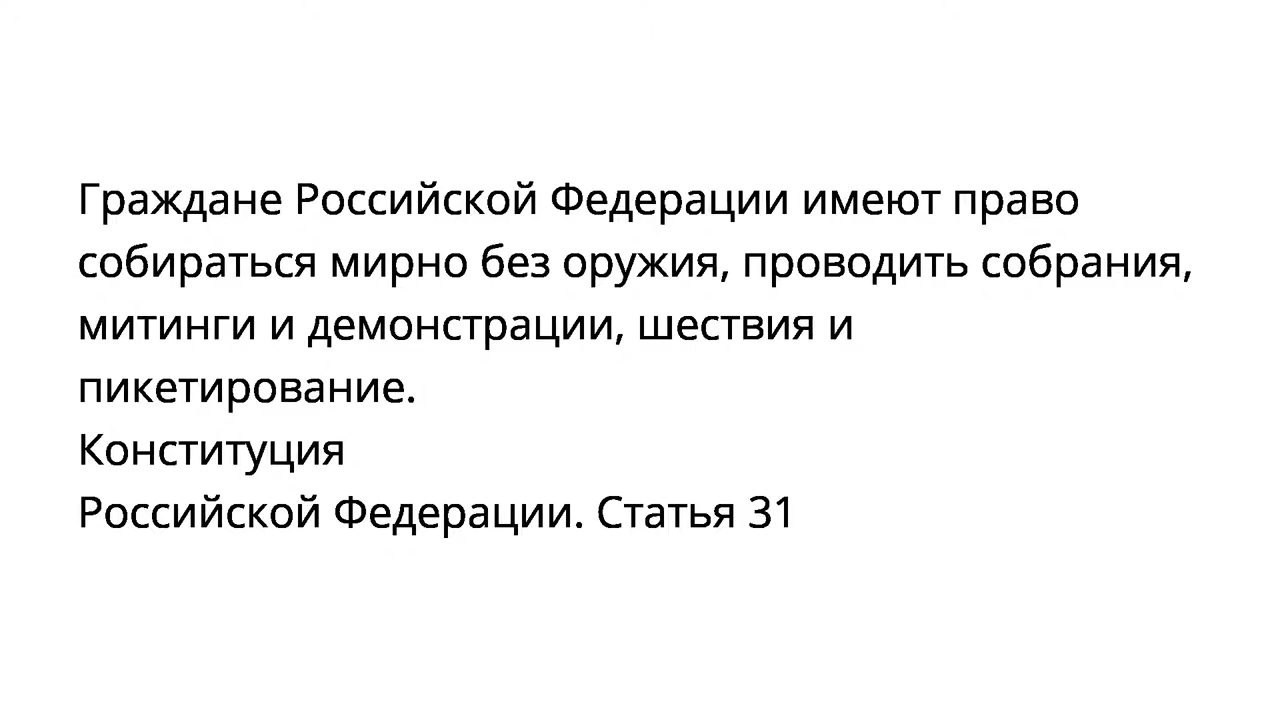 Граждане Российской Федерации имеют право
собираться мирно без оружия, проводить собрания,
митинги и демонстрации, шествия и
пикетирование.
Конституция
Российской Федерации. Статья 31